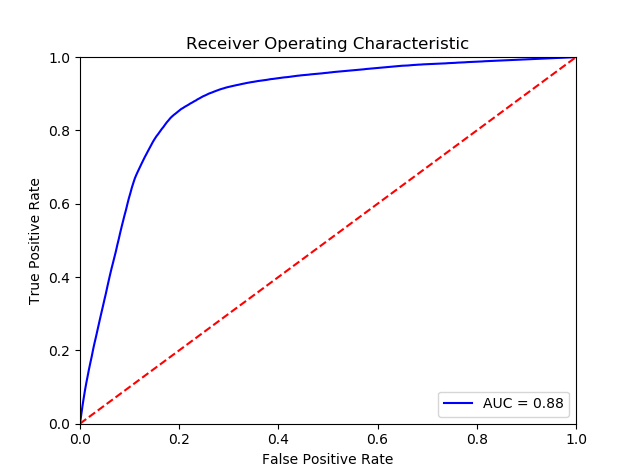 Receiver Operating Characteristic
1.0
0.8
0.6
0.4
0.2
0.0
True Positive Rate
AUC = 0.88
0.0 0.2 0.4 0.6 0.8 1.0
False Positive Rate